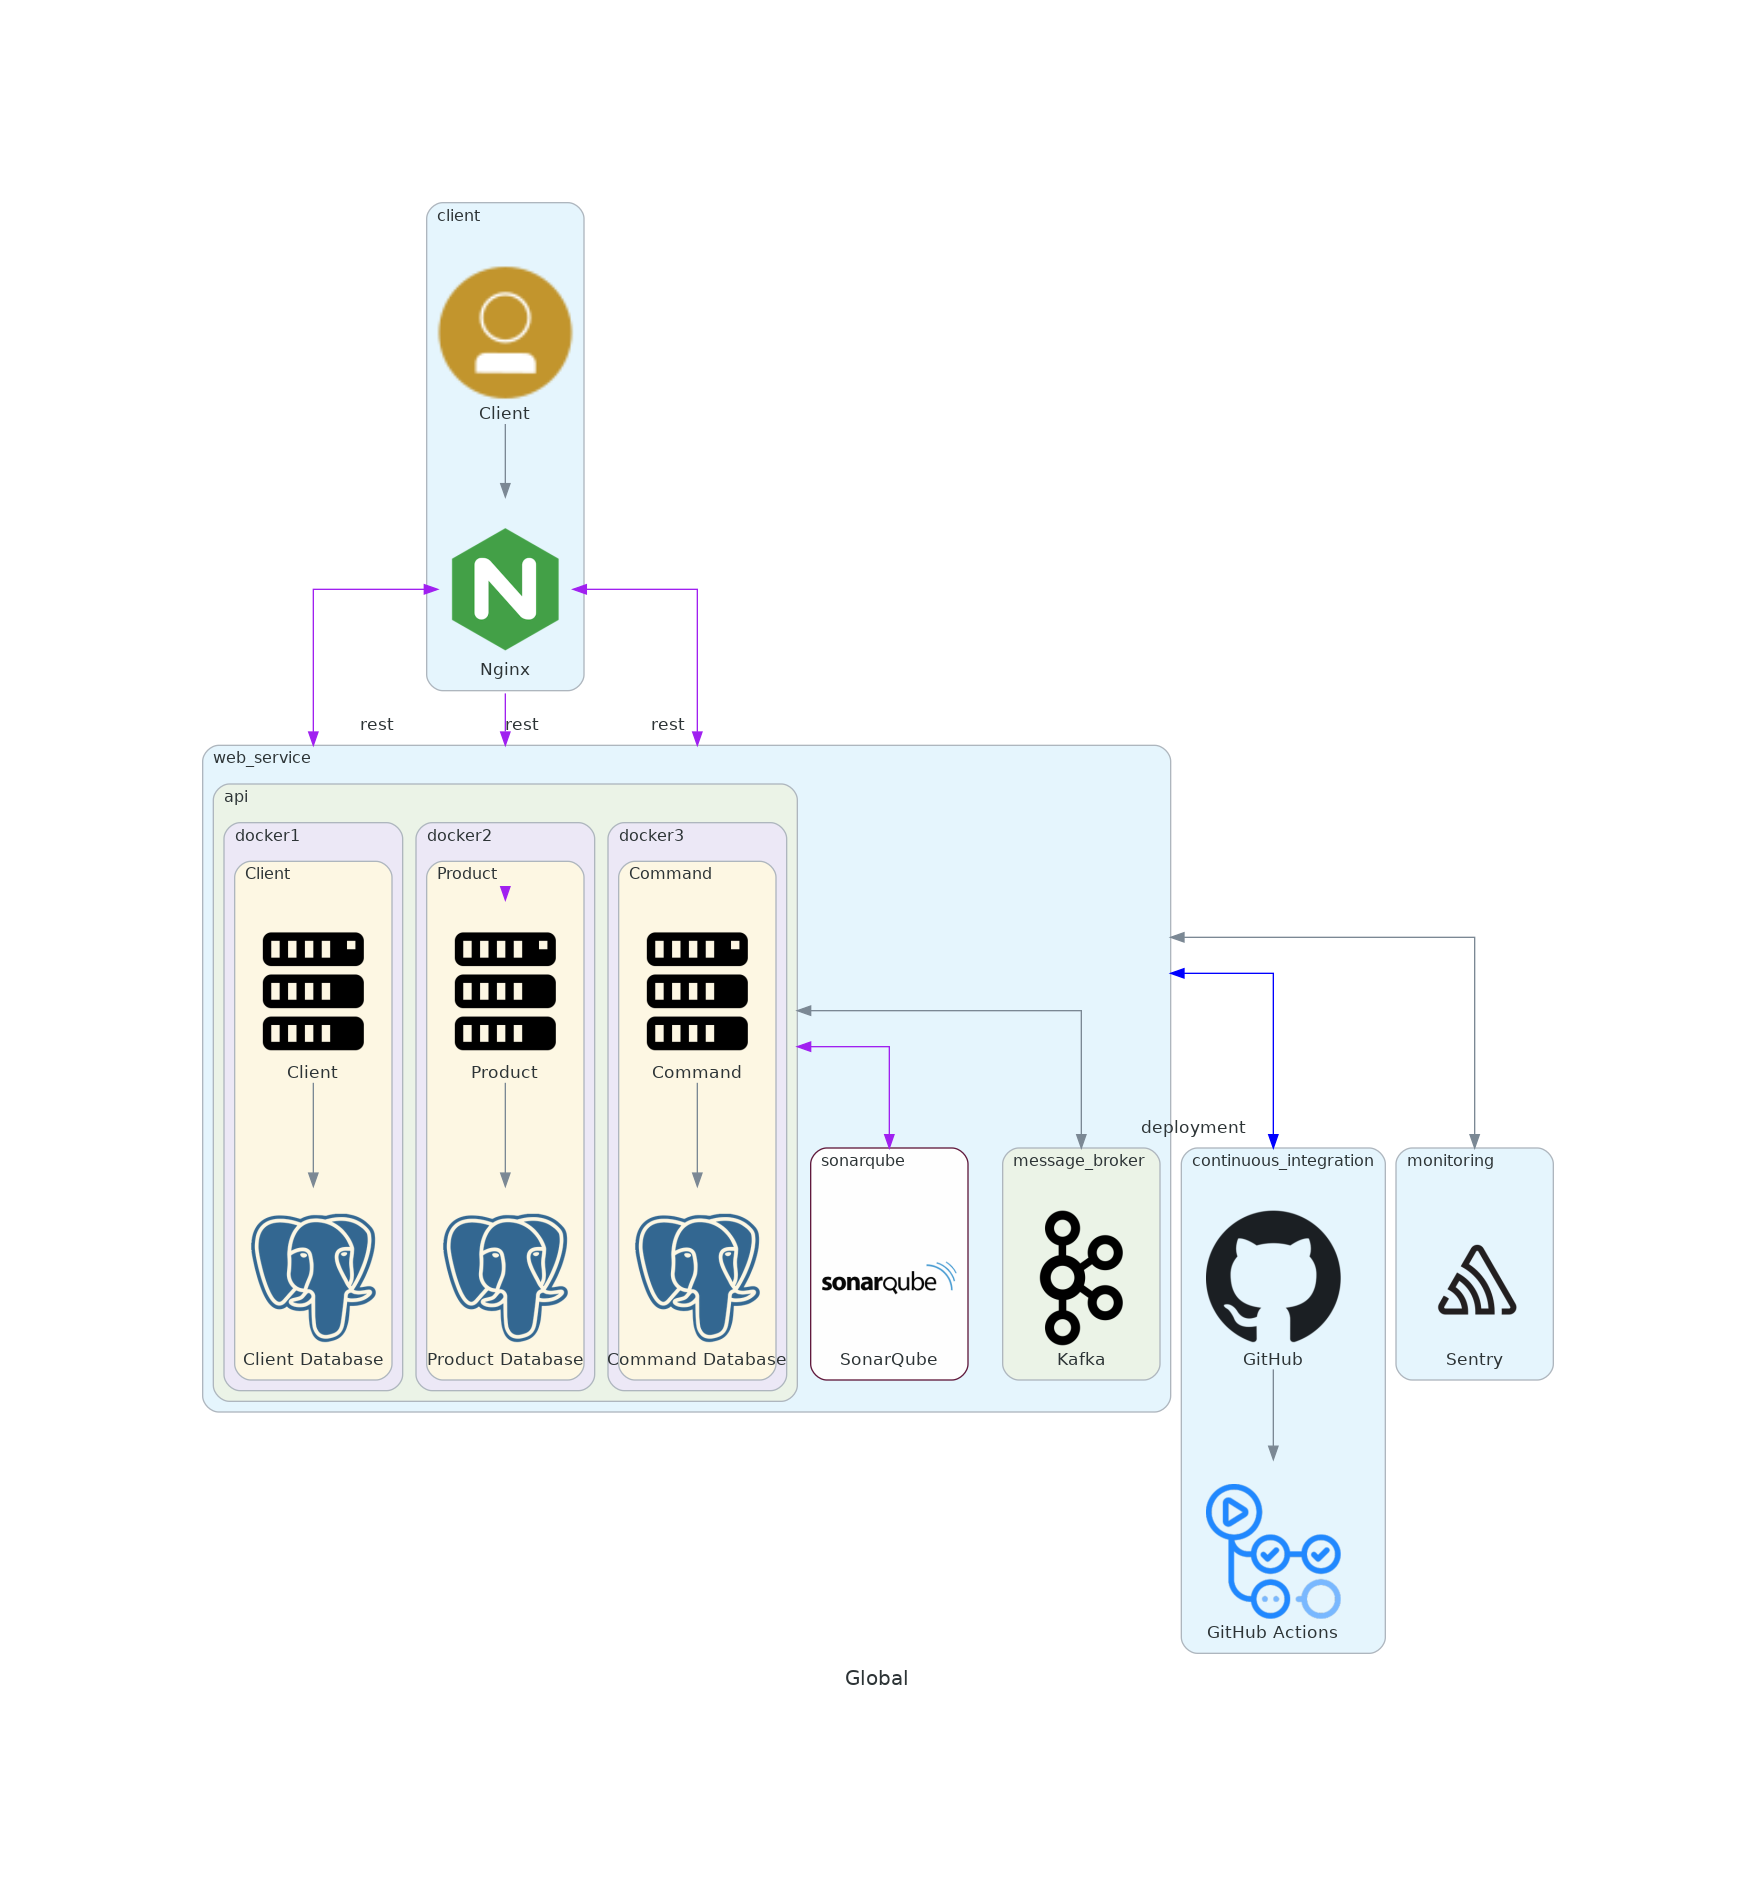 client
Client
Nginx
rest
rest
rest
web_service
api
docker1
docker2
docker3
Client
Product
Command
Client
Product
Command
deployment
sonarqube
message_broker
continuous_integration
monitoring
sonarqube
Client Database
Product Database
Command Database
SonarQube
Kafka
GitHub
Sentry
GitHub Actions
Global